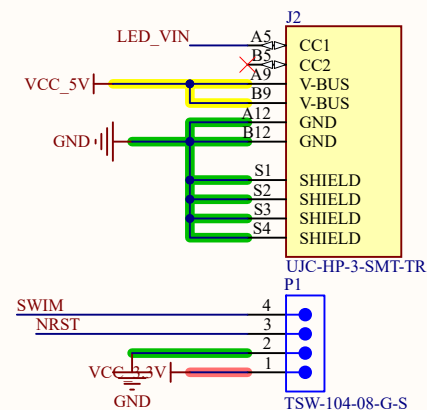 J2
LED_VIN A5 CC1
B5 CC2
VCC_5V A9 V-BUS
B9 V-BUS
A12 GND
GND B12 GND
S1 SHIELD
S2 SHIELD
S3 SHIELD
S4 SHIELD
UJC-HP-3-SMT-TR
P1
SWIM 4
NRST 3
2
VCC_3.3V 1
GND
TSW-104-08-G-S